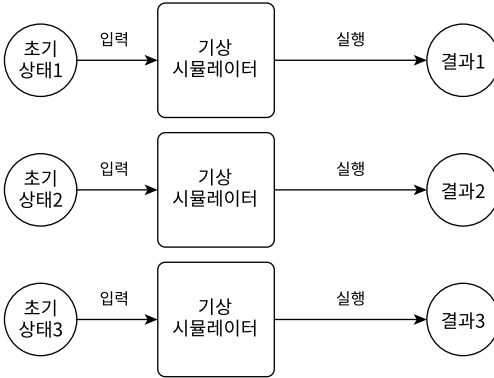 초기
상태1
입력
기상
시뮬레이터
실행
결과1
초기
상태2
입력
기상
시뮬레이터
실행
결과2
초기
상태3
입력
기상
시뮬레이터
실행
결과3